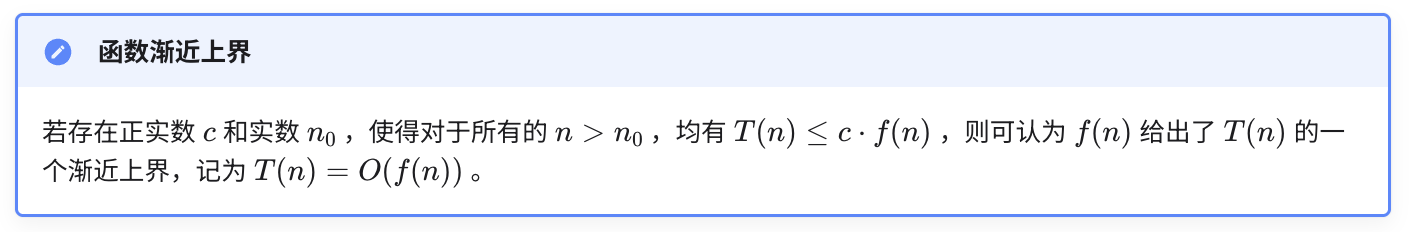 函数渐近上界
若存在正实数 c 和实数 n₀ ，使得对于所有的 n > n₀ ，均有 T(n) ≤ c · f(n) ，则可认为 f(n) 给出了 T(n) 的一
个渐近上界，记为 T(n) = O(f(n)) 。